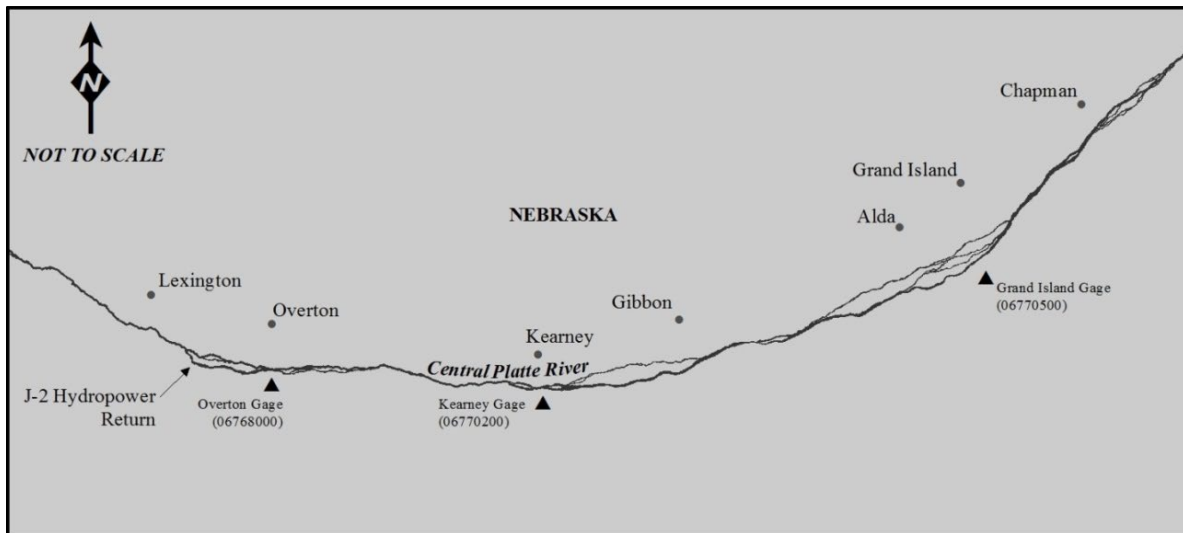 N
NOT TO SCALE
Chapman
Grand Island
Alda
NEBRASKA
Lexington
Overton
Gibbon
Kearney
Central Platte River
Grand Island Gage
(06770500)
J-2 Hydropower
Return
Overton Gage
(06768000)
Kearney Gage
(06770200)